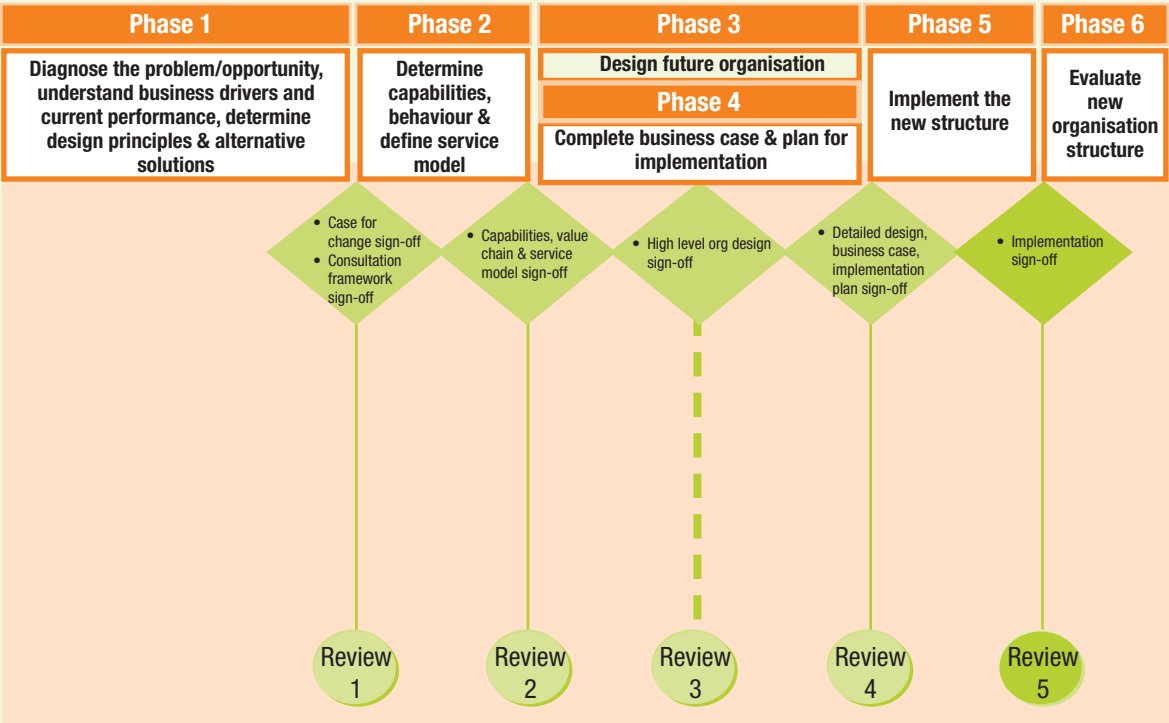 Phase 1
Phase 2
Phase 3
Phase 5
Phase 6
Diagnose the problem/opportunity,
understand business drivers and
current performance, determine
design principles & alternative
solutions
Determine
capabilities,
behaviour &
define service
model
Design future organisation
Phase 4
Complete business case & plan for
implementation
Implement the
new structure
Evaluate
new
organisation
structure
• Case for
change sign-off
• Consultation
framework
sign-off
• Capabilities, value
chain & service
model sign-off
• High level org design
sign-off
• Detailed design,
business case,
implementation
plan sign-off
• Implementation
sign-off
Review
1
Review
2
Review
3
Review
4
Review
5